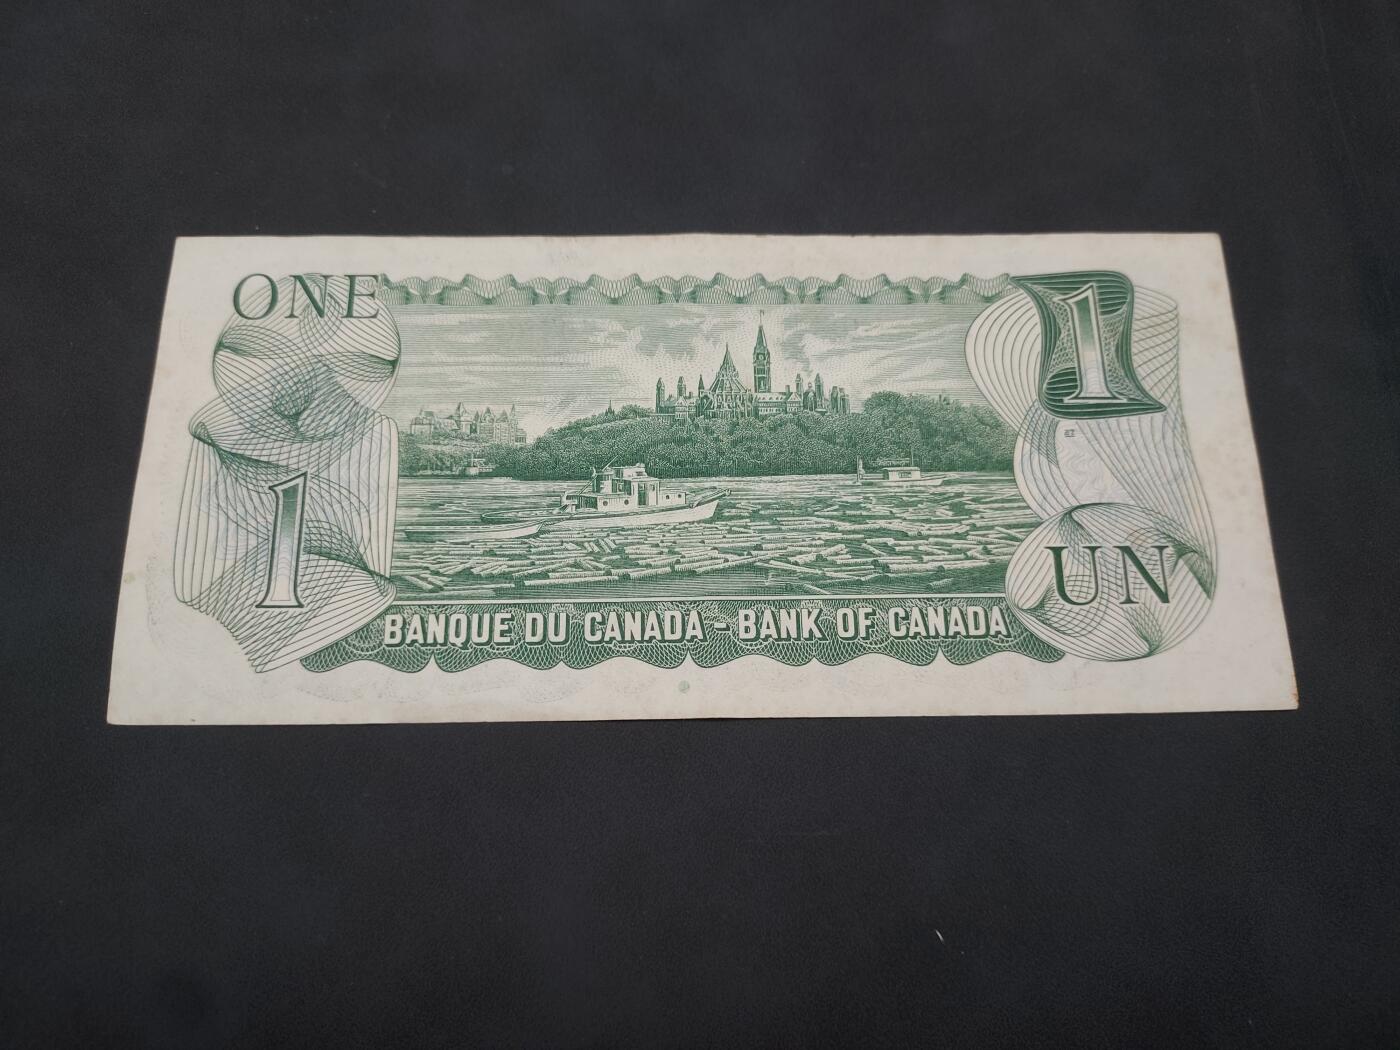 ONE
1
1
UN
BANQUE DU CANADA - BANK OF CANADA